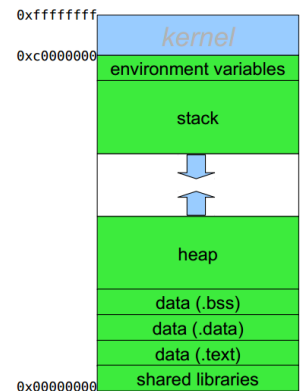 0xffffffff
kernel
0xc0000000
environment variables
stack
heap
data (.bss)
data (.data)
data (.text)
shared libraries
0x00000000